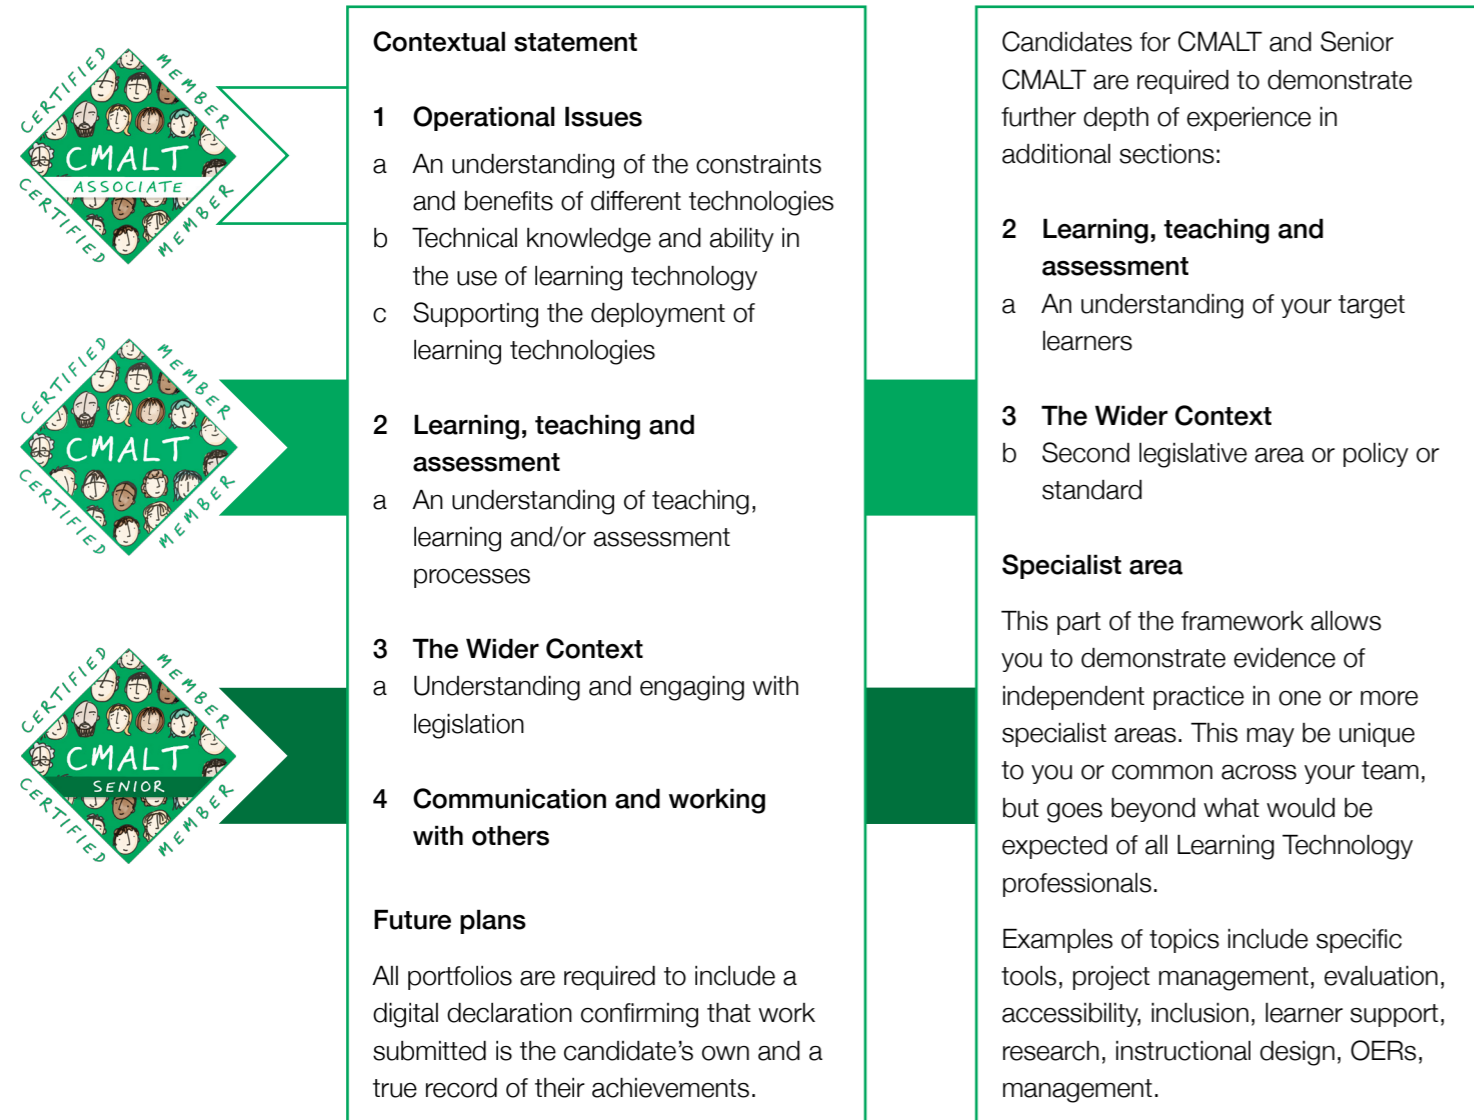 CERTIFIED
MEMBER
CMALT
ASSOCIATE
CERTIFIED
MEMBER
CERTIFIED
MEMBER
CMALT
CERTIFIED
MEMBER
CERTIFIED
MEMBER
CMALT
SENIOR
CERTIFIED
MEMBER
Contextual statement
1 Operational Issues
a An understanding of the constraints
and benefits of different technologies
b Technical knowledge and ability in
the use of learning technology
c Supporting the deployment of
learning technologies
2 Learning, teaching and
assessment
a An understanding of teaching,
learning and/or assessment
processes
3 The Wider Context
a Understanding and engaging with
legislation
4 Communication and working
with others
Future plans
All portfolios are required to include a
digital declaration confirming that work
submitted is the candidate’s own and a
true record of their achievements.
Candidates for CMALT and Senior
CMALT are required to demonstrate
further depth of experience in
additional sections:
2 Learning, teaching and
assessment
a An understanding of your target
learners
3 The Wider Context
b Second legislative area or policy or
standard
Specialist area
This part of the framework allows
you to demonstrate evidence of
independent practice in one or more
specialist areas. This may be unique
to you or common across your team,
but goes beyond what would be
expected of all Learning Technology
professionals.
Examples of topics include specific
tools, project management, evaluation,
accessibility, inclusion, learner support,
research, instructional design, OERs,
management.